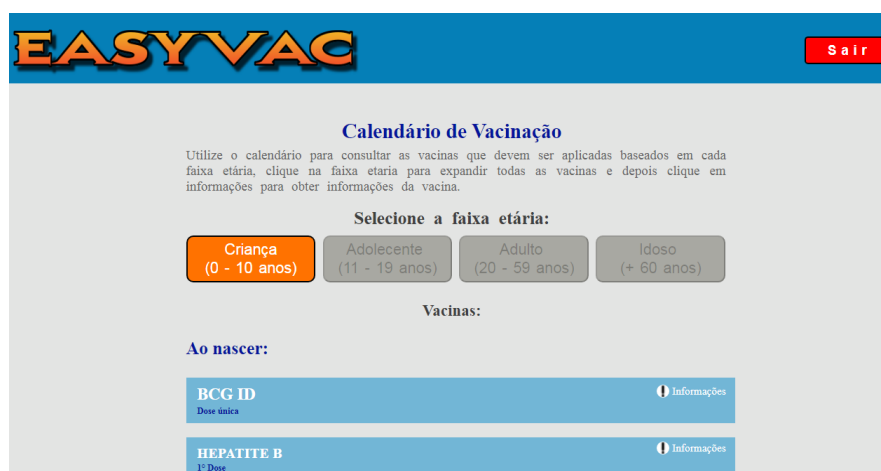 EASYVAC
Sair
Calendário de Vacinação
Utilize o calendário para consultar as vacinas que devem ser aplicadas baseados em cada
faixa etária, clique na faixa etaria para expandir todas as vacinas e depois clique em
informações para obter informações da vacina.
Selecione a faixa etária:
Criança
(0 - 10 anos)
Adolecente
(11 - 19 anos)
Adulto
(20 - 59 anos)
Idoso
(+ 60 anos)
Vacinas:
Ao nascer:
BCG ID
Informações
Dose única
HEPATITE B
Informações
1º Dose